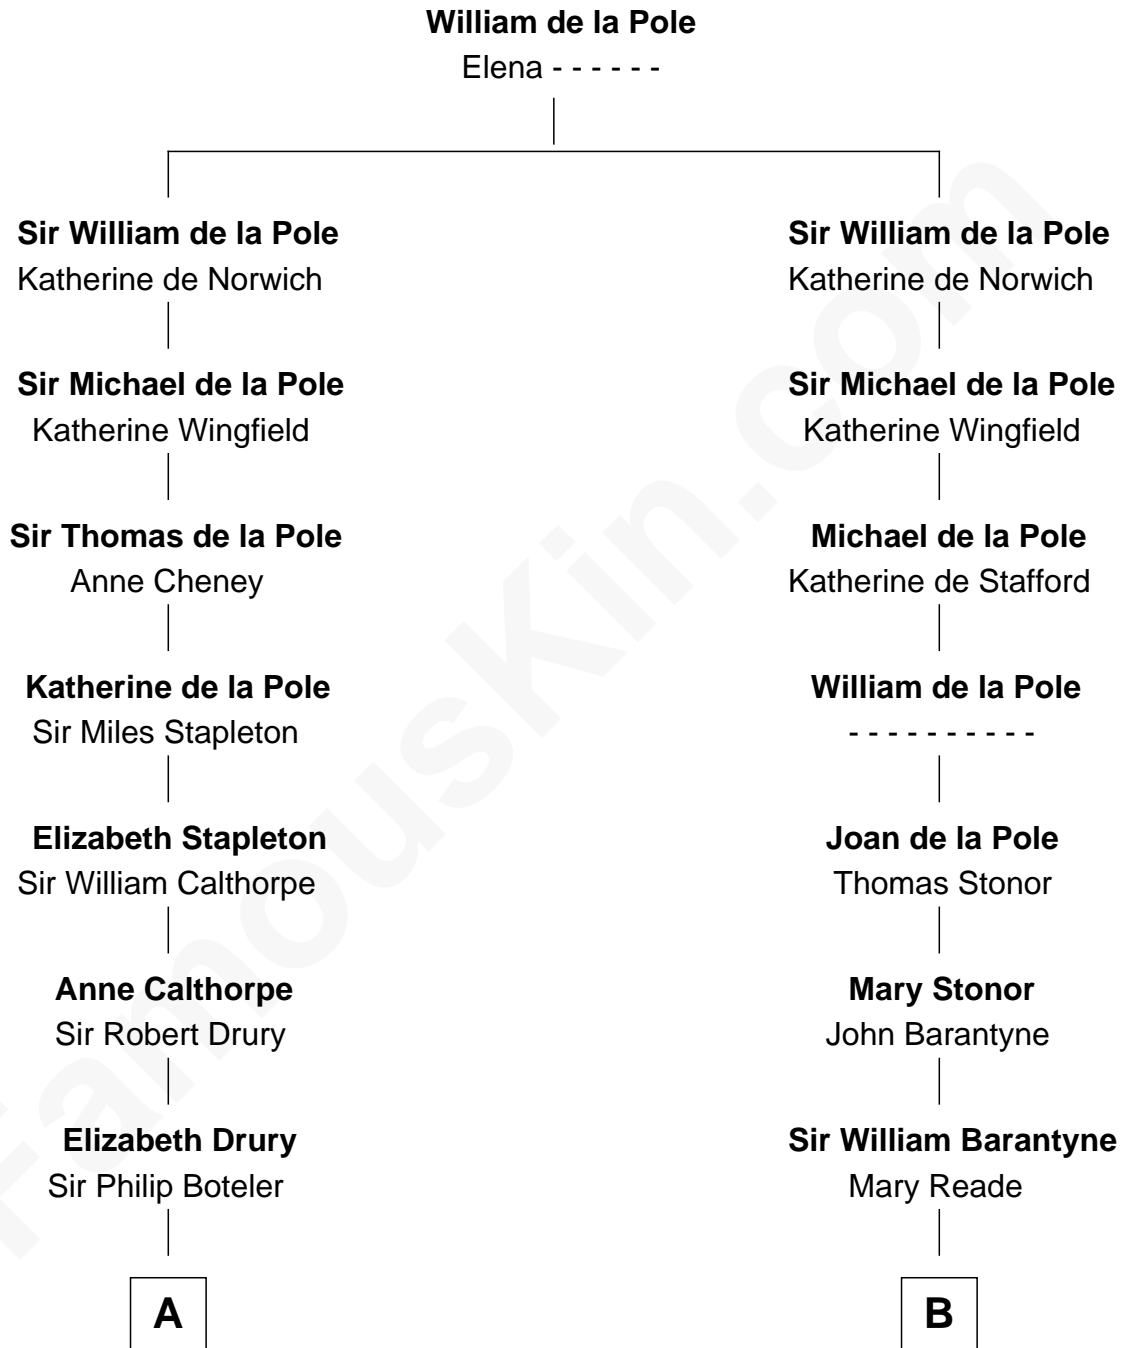 William de la Pole
Elena - - - - - -
Sir William de la Pole
Katherine de Norwich
Sir William de la Pole
Katherine de Norwich
Sir Michael de la Pole
Katherine Wingfield
Sir Michael de la Pole
Katherine Wingfield
Sir Thomas de la Pole
Anne Cheney
Michael de la Pole
Katherine de Stafford
Katherine de la Pole
Sir Miles Stapleton
William de la Pole
- - - - - - - - - -
Elizabeth Stapleton
Sir William Calthorpe
Joan de la Pole
Thomas Stonor
Anne Calthorpe
Sir Robert Drury
Mary Stonor
John Barantyne
Elizabeth Drury
Sir Philip Boteler
Sir William Barantyne
Mary Reade
A
B
FamousKin.com